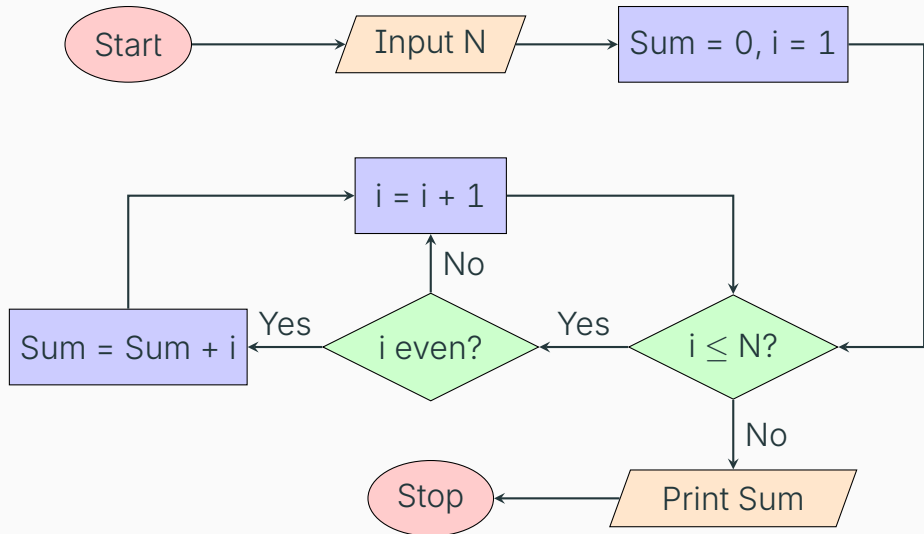 Start
Input N
Sum = 0, i = 1
i = i + 1
No
Sum = Sum + i
Yes
i even?
Yes
i ≤ N?
No
Stop
Print Sum